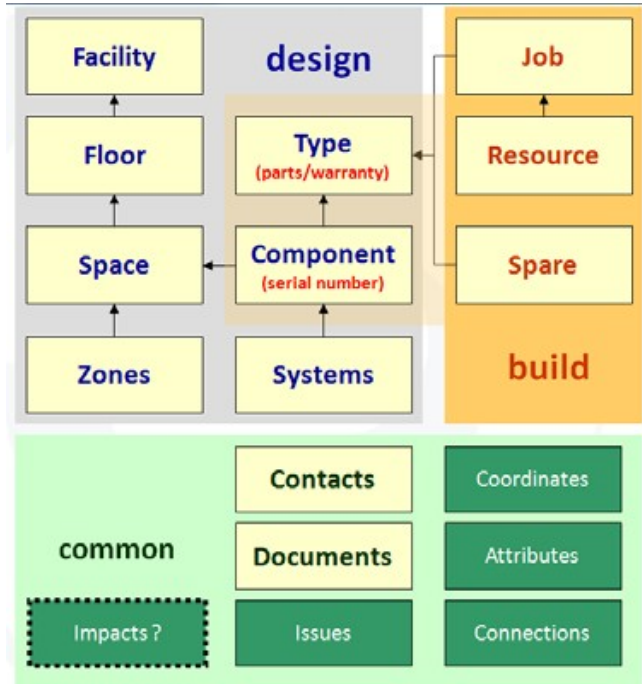 Facility
design
Job
Floor
Type
(parts/warranty)
Resource
Space
Component
(serial number)
Spare
Zones
Systems
build
Contacts
Coordinates
common
Documents
Attributes
Impacts ?
Issues
Connections